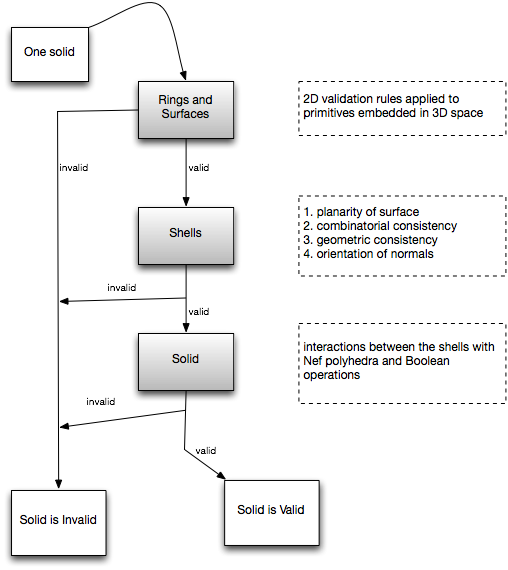 One solid
Rings and
Surfaces
2D validation rules applied to
primitives embedded in 3D space
invalid
valid
Shells
1. planarity of surface
2. combinatorial consistency
3. geometric consistency
4. orientation of normals
invalid
valid
Solid
interactions between the shells with
Nef polyhedra and Boolean
operations
invalid
valid
Solid is Invalid
Solid is Valid